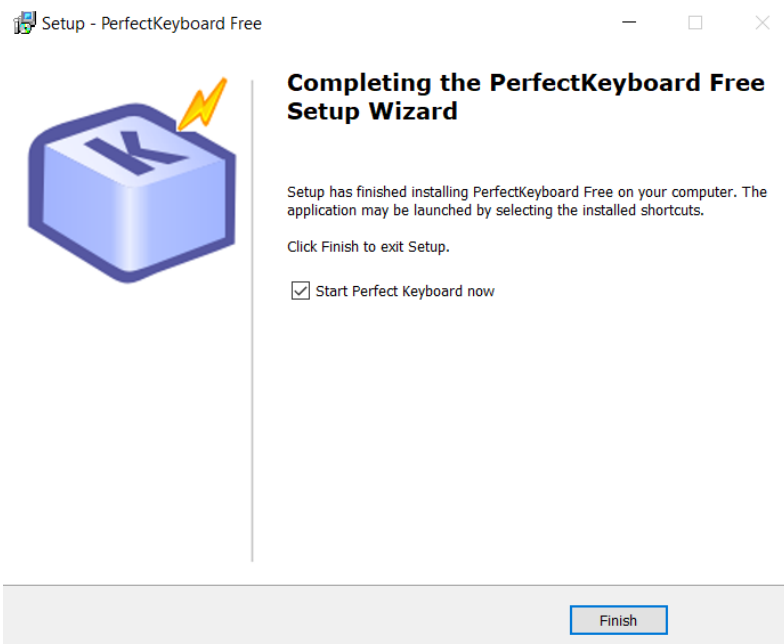 Setup - PerfectKeyboard Free
Completing the PerfectKeyboard Free
Setup Wizard
K
Setup has finished installing PerfectKeyboard Free on your computer. The
application may be launched by selecting the installed shortcuts.
Click Finish to exit Setup.
Start Perfect Keyboard now
Finish